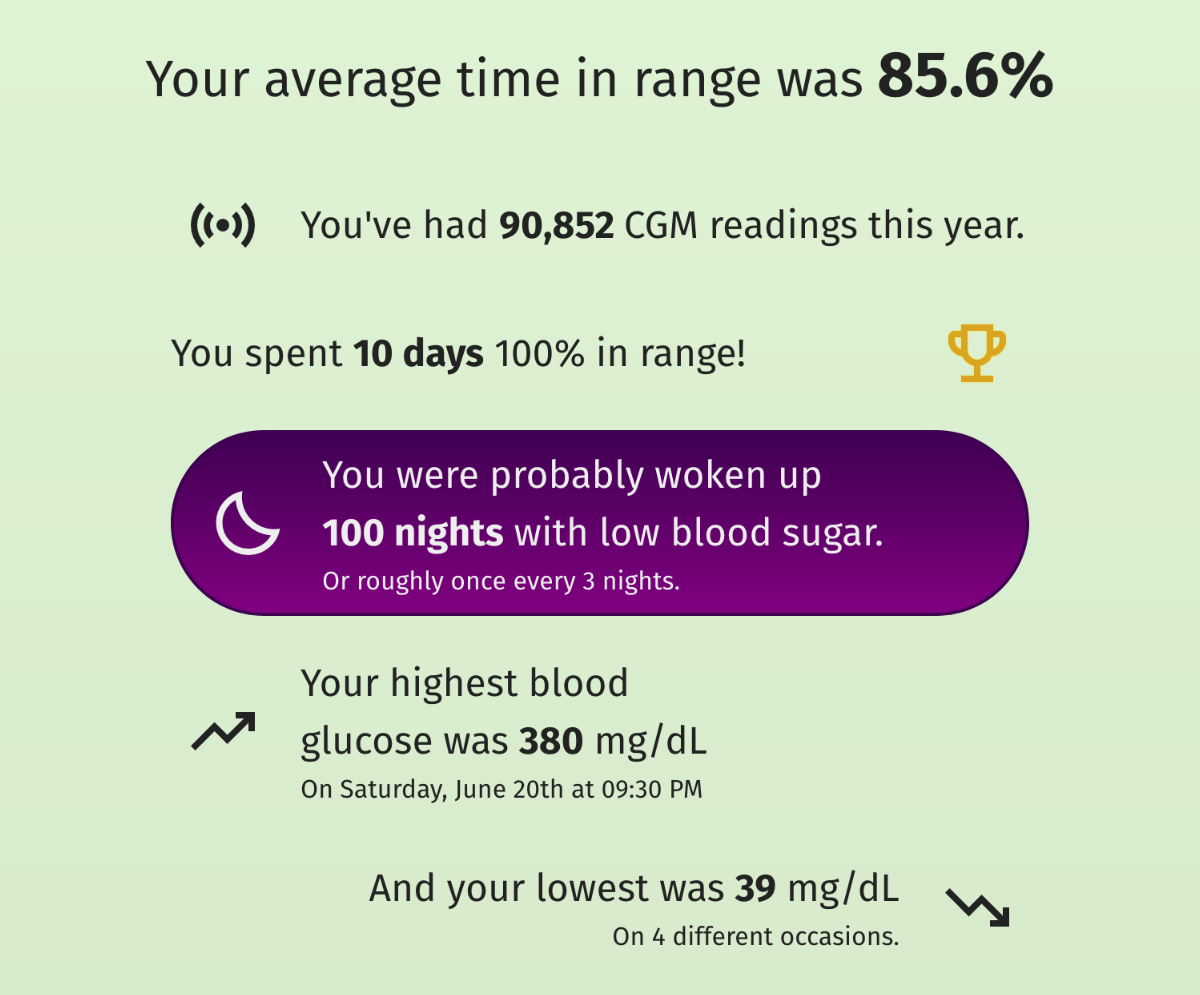 Your average time in range was 85.6%
You've had 90,852 CGM readings this year.
You spent 10 days 100% in range!
You were probably woken up
100 nights with low blood sugar.
Or roughly once every 3 nights.
Your highest blood
glucose was 380 mg/dL
On Saturday, June 20th at 09:30 PM
And your lowest was 39 mg/dL
On 4 different occasions.